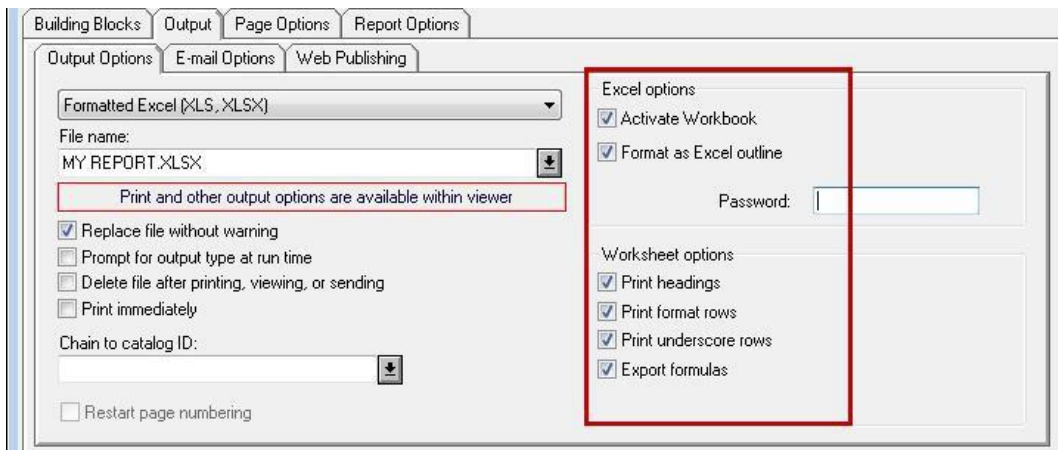 Building Blocks Output Page Options Report Options
Output Options E-mail Options Web Publishing
Formatted Excel (XLS, XLSX)
File name:
MY REPORT.XLSX
Print and other output options are available within viewer
Replace file without warning
Prompt for output type at run time
Delete file after printing, viewing, or sending
Print immediately
Chain to catalog ID:
Restart page numbering
Excel options
Activate Workbook
Format as Excel outline
Password:
Worksheet options
Print headings
Print format rows
Print underscore rows
Export formulas